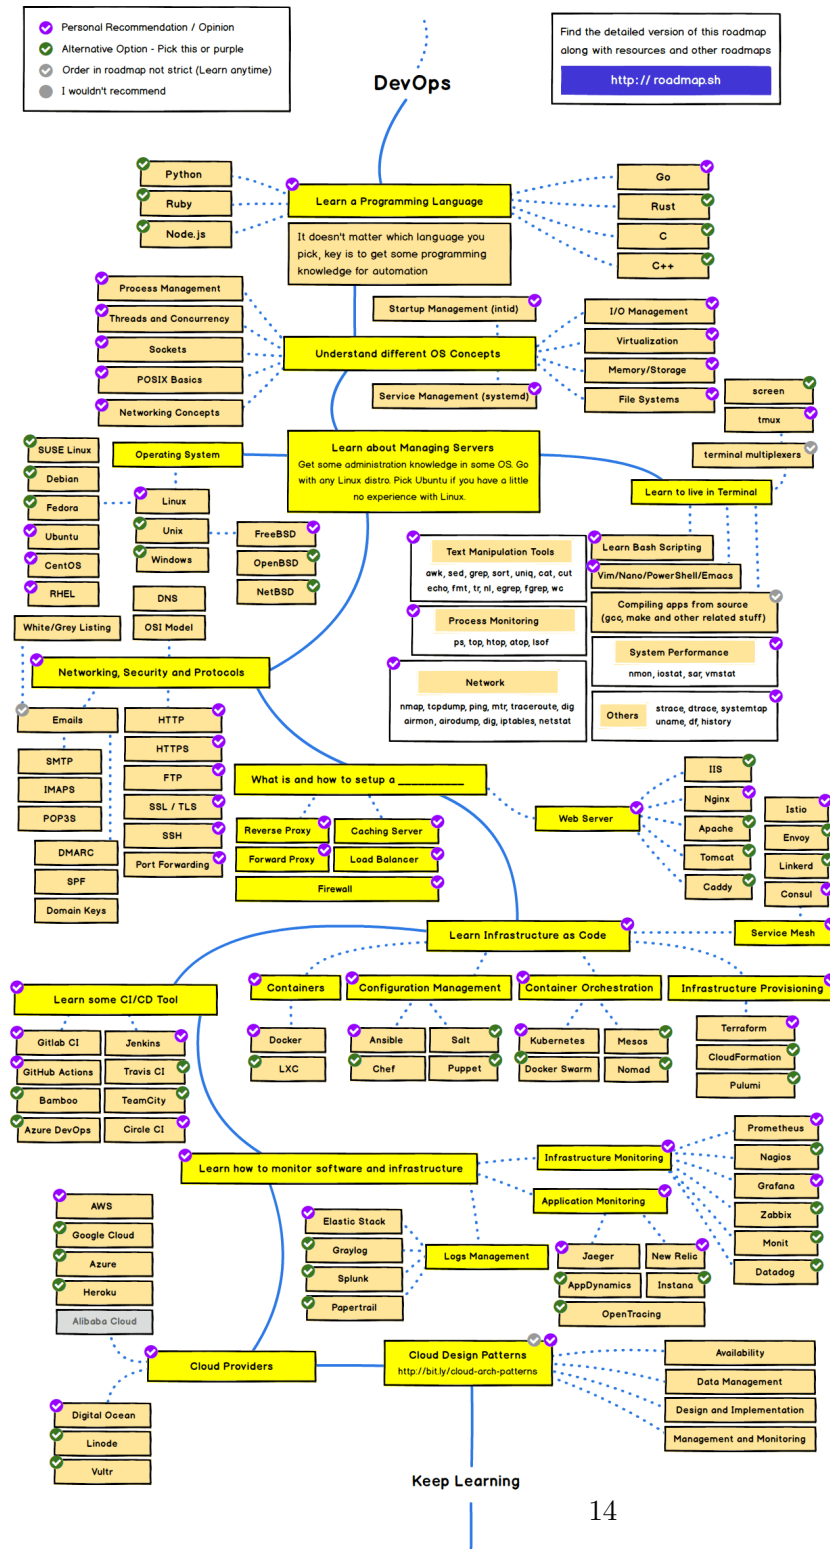 Personal Recommendation / Opinion
Alternative Option - Pick this or purple
Order in roadmap not strict (Learn anytime)
I wouldn't recommend
Find the detailed version of this roadmap
along with resources and other roadmaps
http:// roadmap.sh
DevOps
Python
Ruby
Node.js
Learn a Programming Language
It doesn't matter which language you
pick, key is to get some programming
knowledge for automation
Go
Rust
C
C++
Process Management
Threads and Concurrency
Sockets
POSIX Basics
Networking Concepts
Startup Management (intid)
Understand different OS Concepts
Service Management (systemd)
I/O Management
Virtualization
Memory/Storage
File Systems
screen
tmux
terminal multiplexers
Learn to live in Terminal
Learn about Managing Servers
Get some administration knowledge in some OS. Go
with any Linux distro. Pick Ubuntu if you have a little
no experience with Linux.
Operating System
SUSE Linux
Debian
Fedora
Ubuntu
CentOS
RHEL
Linux
Unix
Windows
FreeBSD
OpenBSD
NetBSD
DNS
OSI Model
White/Grey Listing
Text Manipulation Tools
awk, sed, grep, sort, uniq, cat, cut
echo, fmt, tr, nl, egrep, fgrep, wc
Process Monitoring
ps, top, htop, atop, lsof
Network
nmap, tcpdump, ping, mtr, traceroute, dig
airmon, airodump, dig, iptables, netstat
Learn Bash Scripting
Vim/Nano/PowerShell/Emacs
Compiling apps from source
(gcc, make and other related stuff)
System Performance
nmon, iostat, sar, vmstat
Others
strace, dtrace, systemtap
uname, df, history
Networking, Security and Protocols
Emails
SMTP
IMAPS
POP3S
DMARC
SPF
Domain Keys
HTTP
HTTPS
FTP
SSL / TLS
SSH
Port Forwarding
What is and how to setup a ___________
Reverse Proxy
Caching Server
Forward Proxy
Load Balancer
Firewall
Web Server
IIS
Nginx
Apache
Tomcat
Caddy
Istio
Envoy
Linkerd
Consul
Service Mesh
Learn Infrastructure as Code
Containers
Docker
LXC
Configuration Management
Ansible
Salt
Chef
Puppet
Container Orchestration
Kubernetes
Mesos
Docker Swarm
Nomad
Infrastructure Provisioning
Terraform
CloudFormation
Pulumi
Learn some CI/CD Tool
Gitlab CI
Jenkins
GitHub Actions
Travis CI
Bamboo
TeamCity
Azure DevOps
Circle CI
Learn how to monitor software and infrastructure
Infrastructure Monitoring
Prometheus
Nagios
Grafana
Zabbix
Monit
Datadog
Application Monitoring
Jaeger
New Relic
AppDynamics
Instana
OpenTracing
Logs Management
Elastic Stack
Graylog
Splunk
Papertrail
AWS
Google Cloud
Azure
Heroku
Alibaba Cloud
Cloud Providers
Digital Ocean
Linode
Vultr
Cloud Design Patterns
http://bit.ly/cloud-arch-patterns
Availability
Data Management
Design and Implementation
Management and Monitoring
Keep Learning
14